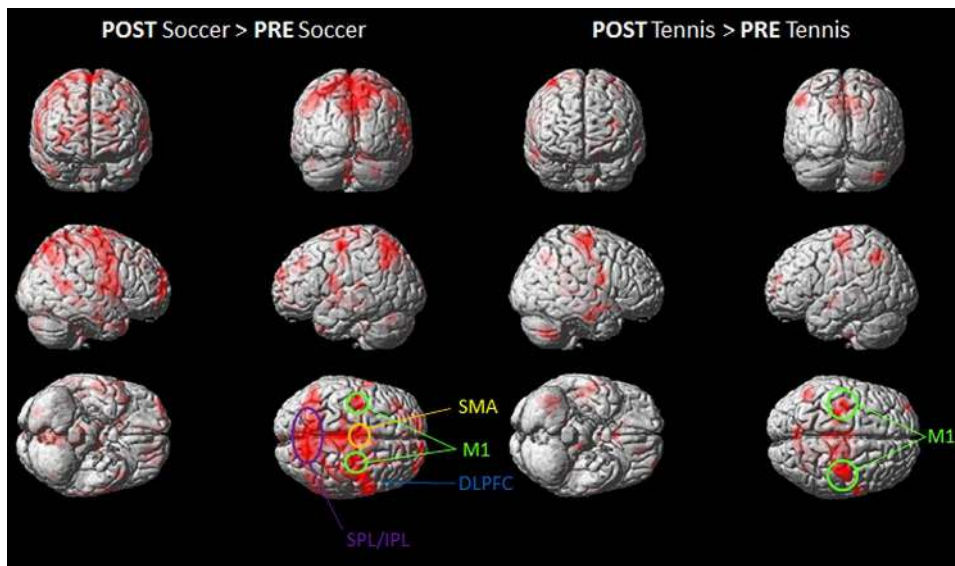 POST Soccer > PRE Soccer
POST Tennis > PRE Tennis
SMA
M1
DLPFC
SPL/IPL
M1